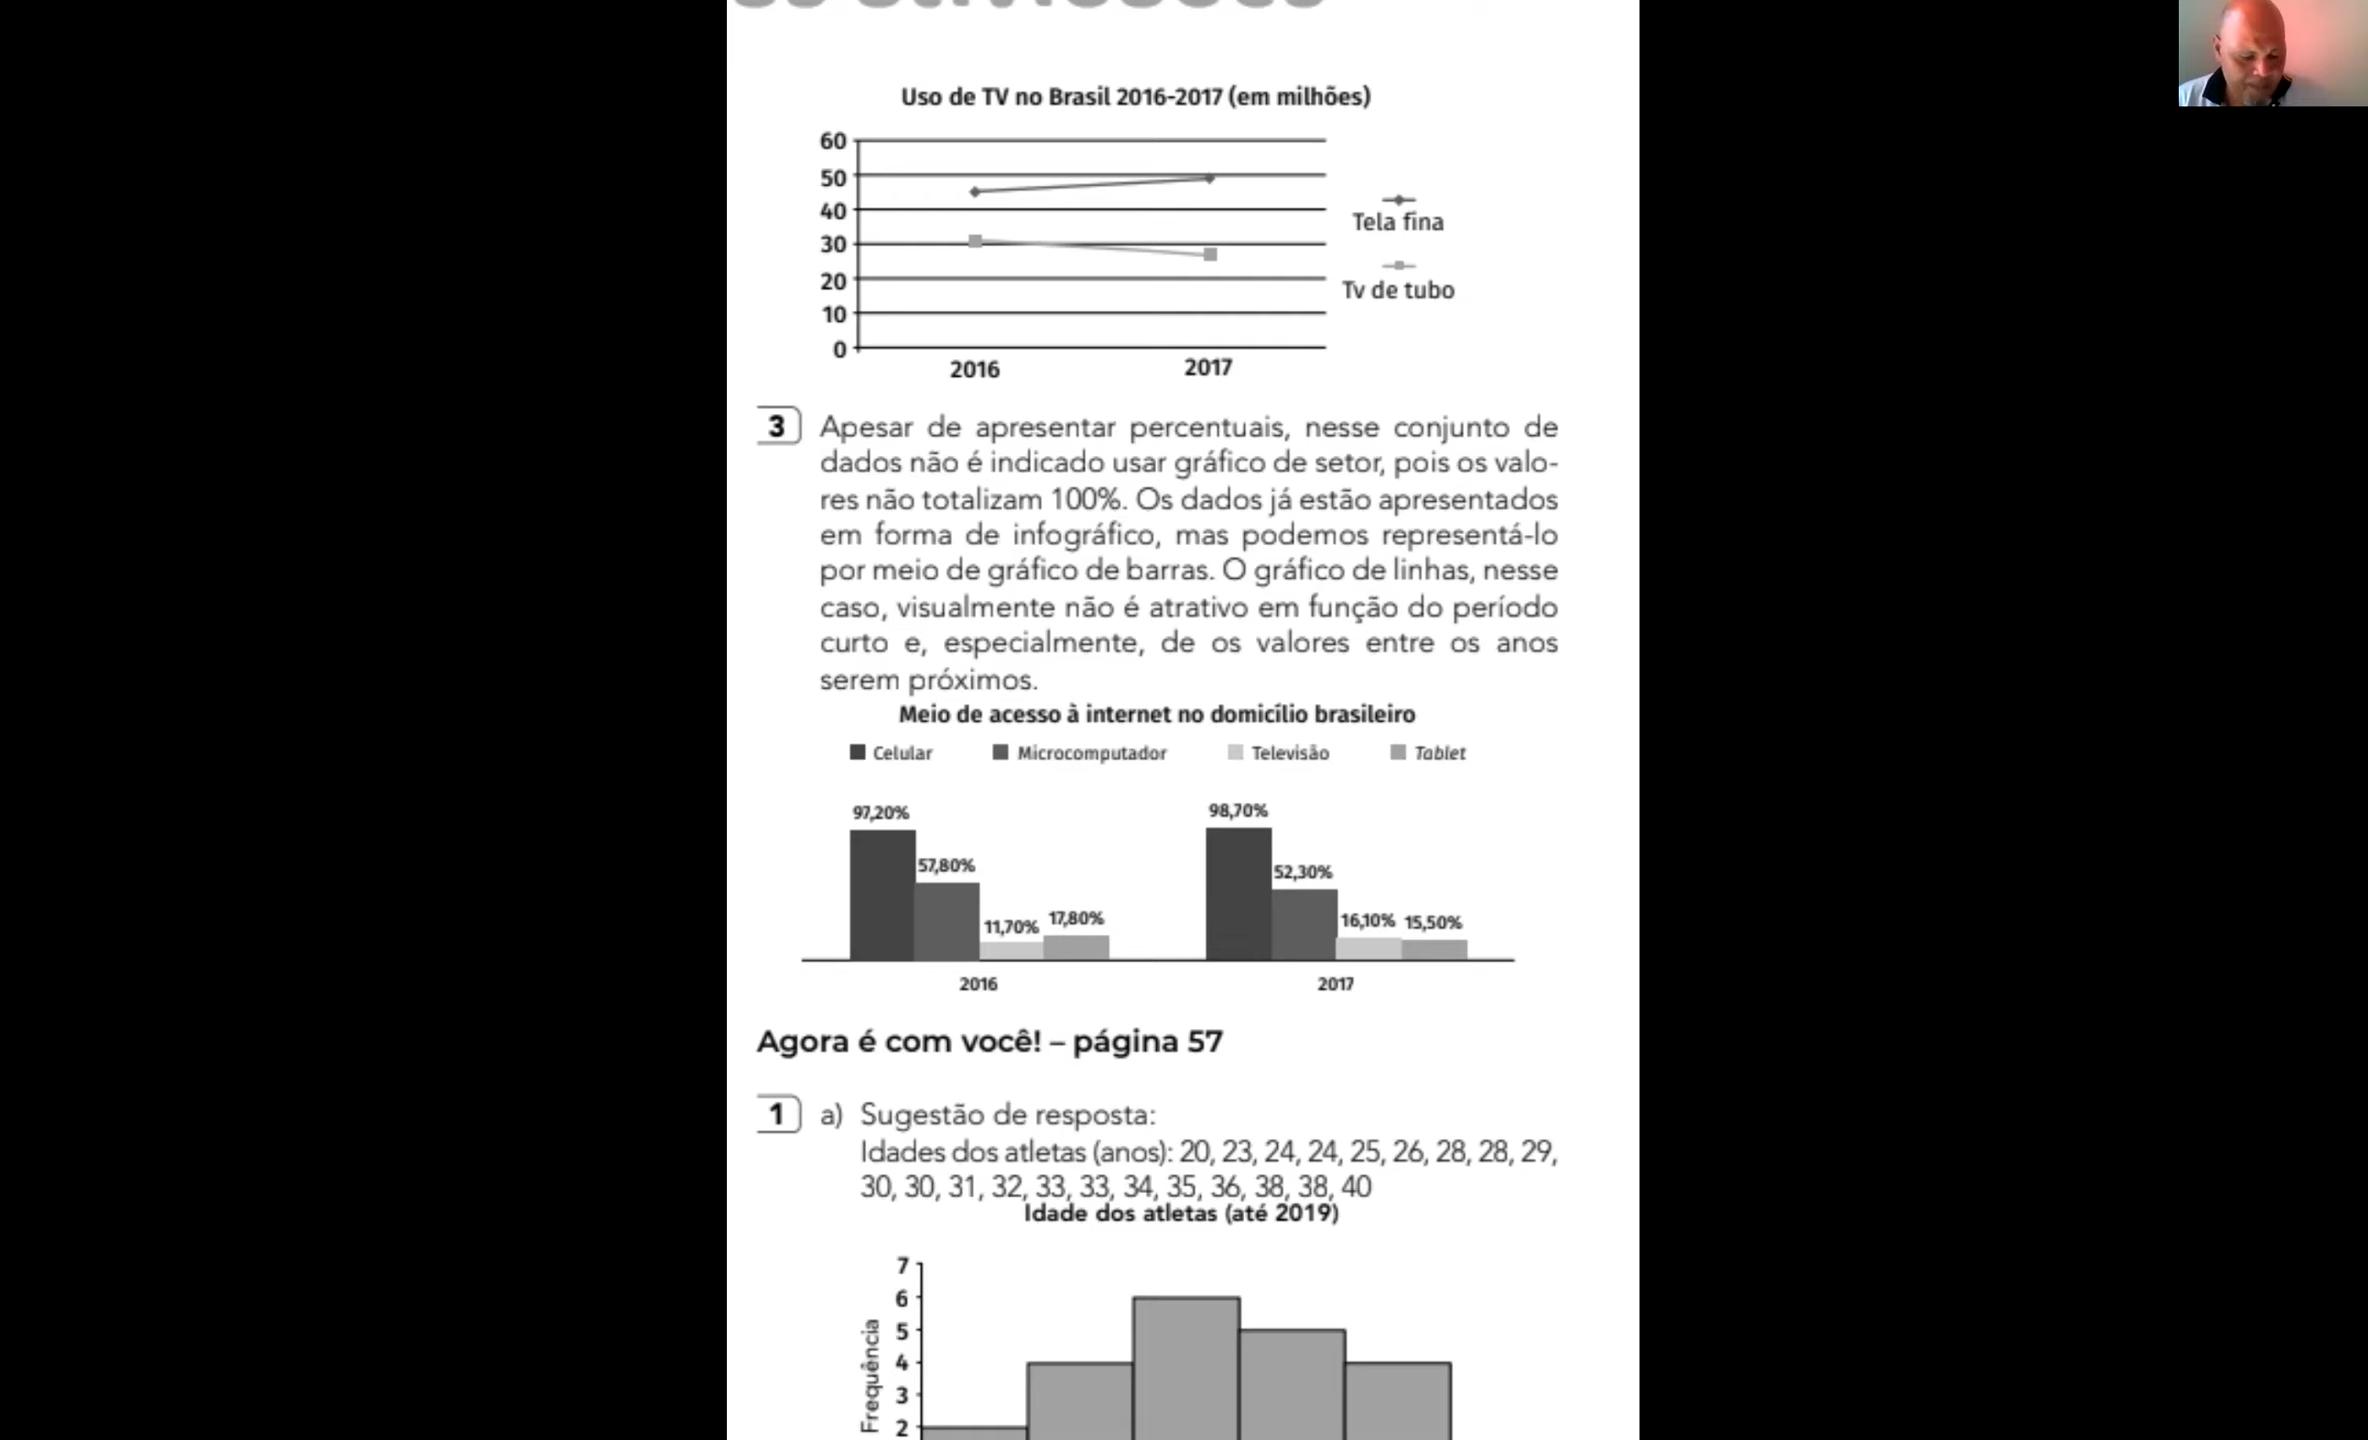 Uso de TV no Brasil 2016-2017 (em milhões)
60
50
40
30
20
10
0
2016
2017
Tela fina
Tv de tubo
3 Apesar de apresentar percentuais, nesse conjunto de
dados não é indicado usar gráfico de setor, pois os valo-
res não totalizam 100%. Os dados já estão apresentados
em forma de infográfico, mas podemos representá-lo
por meio de gráfico de barras. O gráfico de linhas, nesse
caso, visualmente não é atrativo em função do período
curto e, especialmente, de os valores entre os anos
serem próximos.
Meio de acesso à internet no domicílio brasileiro
Celular Microcomputador Televisão Tablet
97,20%
57,80%
11,70%
17,80%
98,70%
52,30%
16,10%
15,50%
2016
2017
Agora é com você! – página 57
1 a) Sugestão de resposta:
Idades dos atletas (anos): 20, 23, 24, 24, 25, 26, 28, 28, 29,
30, 30, 31, 32, 33, 33, 34, 35, 36, 38, 38, 40
Idade dos atletas (até 2019)
7
6
5
4
3
2
Frequência